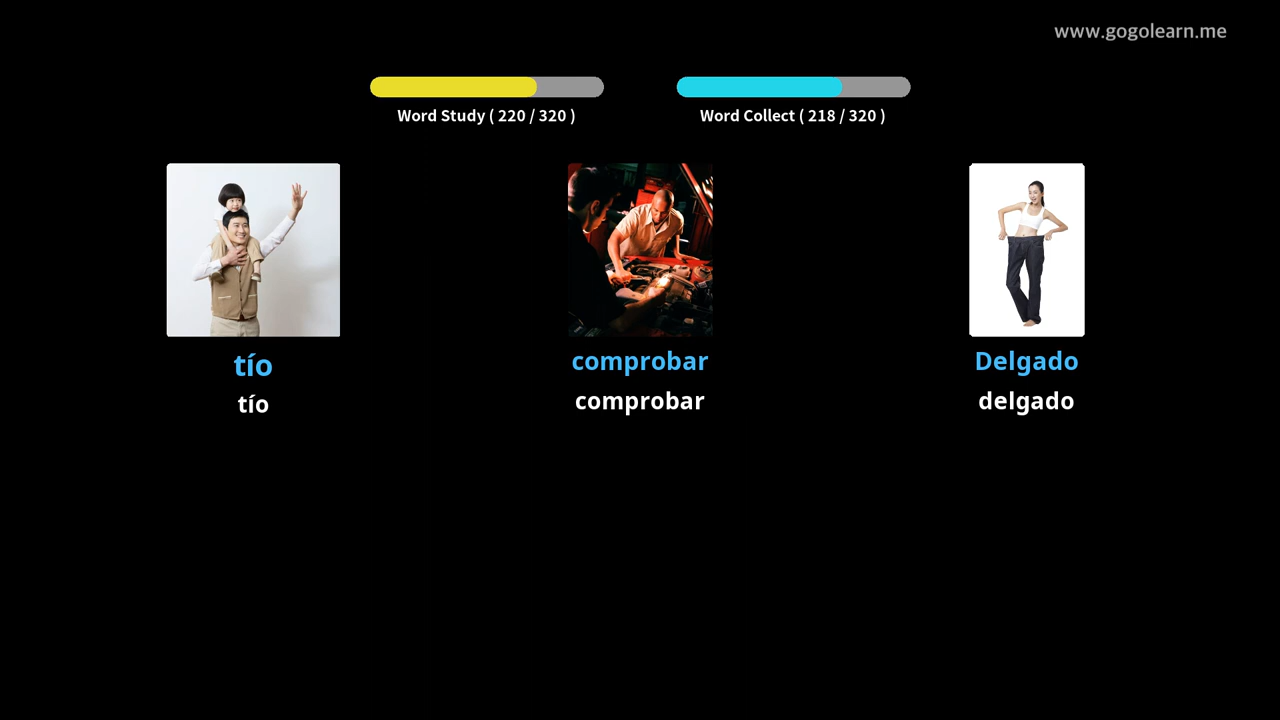 www.gogolearn.me
Word Study ( 220 / 320 )
Word Collect ( 218 / 320 )
tío
tío
comprobar
comprobar
Delgado
delgado